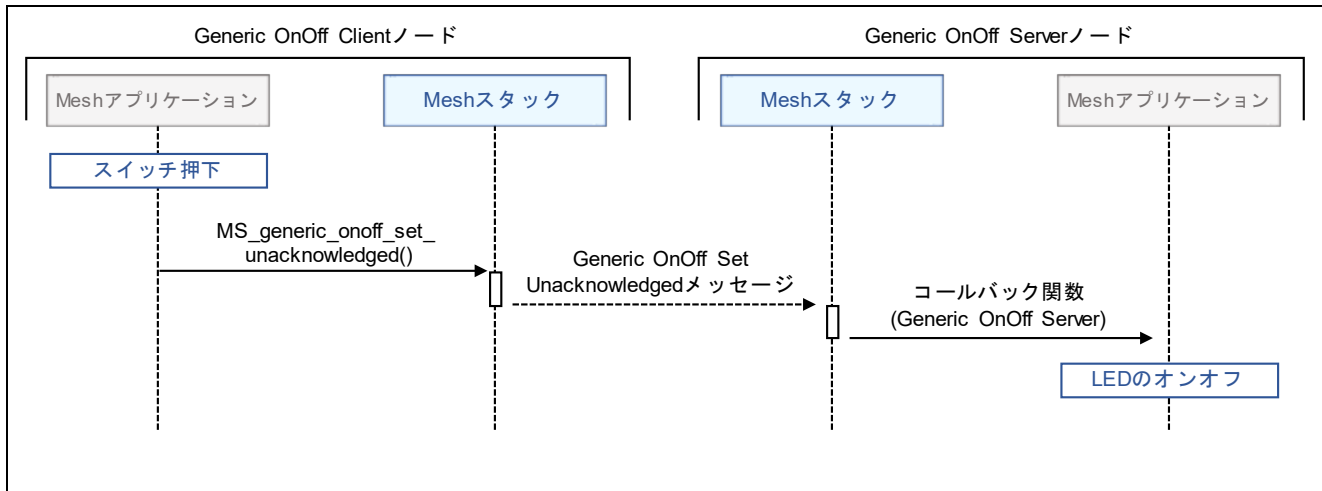 Generic OnOff Clientノード
Generic OnOff Serverノード
Meshアプリケーション
Meshスタック
Meshスタック
Meshアプリケーション
スイッチ押下
MS_generic_onoff_set_
unacknowledged()
Generic OnOff Set
Unacknowledgedメッセージ
コールバック関数
(Generic OnOff Server)
LEDのオンオフ